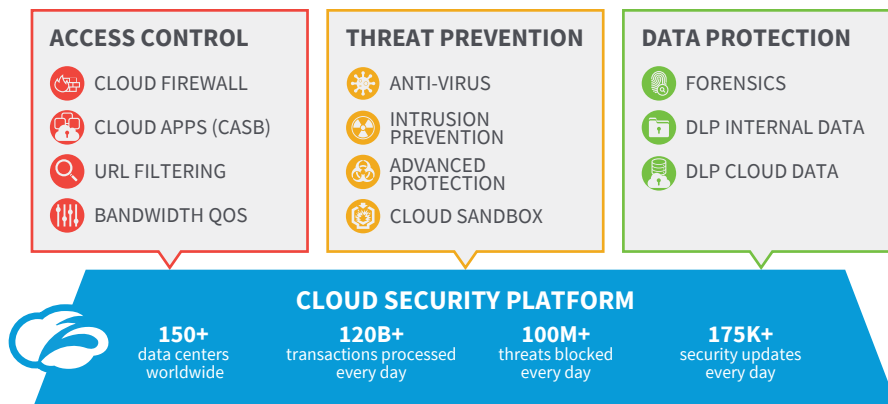 ACCESS CONTROL
CLOUD FIREWALL
CLOUD APPS (CASB)
URL FILTERING
BANDWIDTH QOS
THREAT PREVENTION
ANTI-VIRUS
INTRUSION
PREVENTION
ADVANCED
PROTECTION
CLOUD SANDBOX
DATA PROTECTION
FORENSICS
DLP INTERNAL DATA
DLP CLOUD DATA
CLOUD SECURITY PLATFORM
150+
data centers
worldwide
120B+
transactions processed
every day
100M+
threats blocked
every day
175K+
security updates
every day